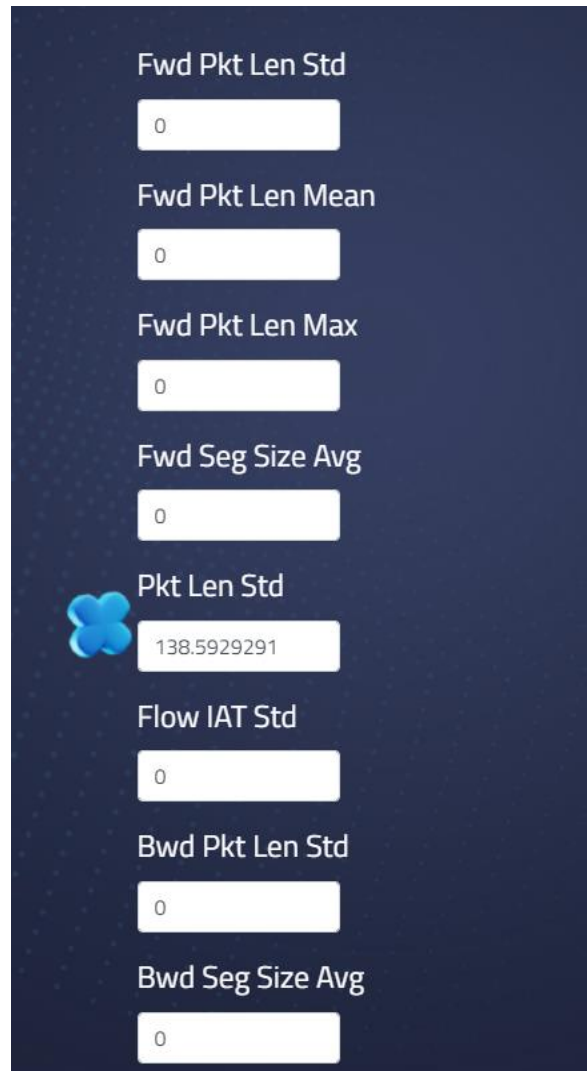 Fwd Pkt Len Std
0
Fwd Pkt Len Mean
0
Fwd Pkt Len Max
0
Fwd Seg Size Avg
0
Pkt Len Std
138.5929291
Flow IAT Std
0
Bwd Pkt Len Std
0
Bwd Seg Size Avg
0